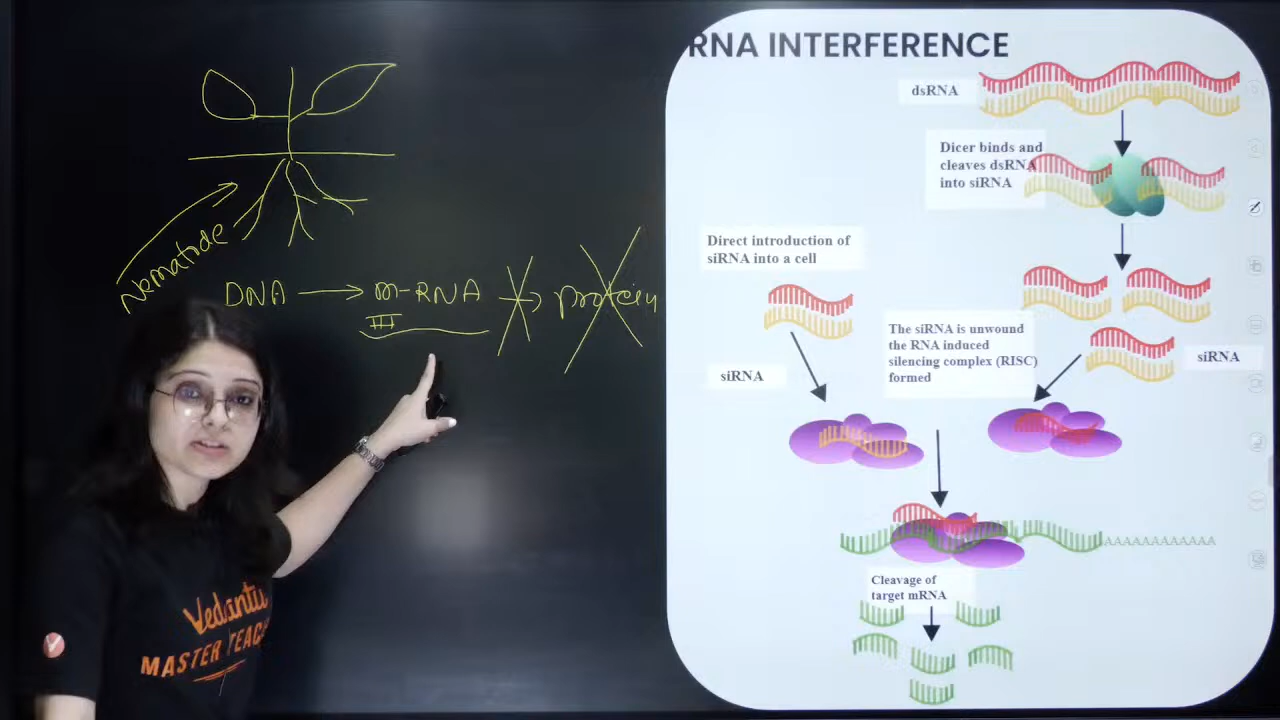 Nematode
DNA → m-RNA → protein
Vedantu
MASTER TEACH
RNA INTERFERENCE
dsRNA
Dicer binds and
cleaves dsRNA
into siRNA
Direct introduction of
siRNA into a cell
siRNA
The siRNA is unwound
the RNA induced
silencing complex (RISC)
formed
siRNA
AAAAAAAAAAAA
Cleavage of
target mRNA